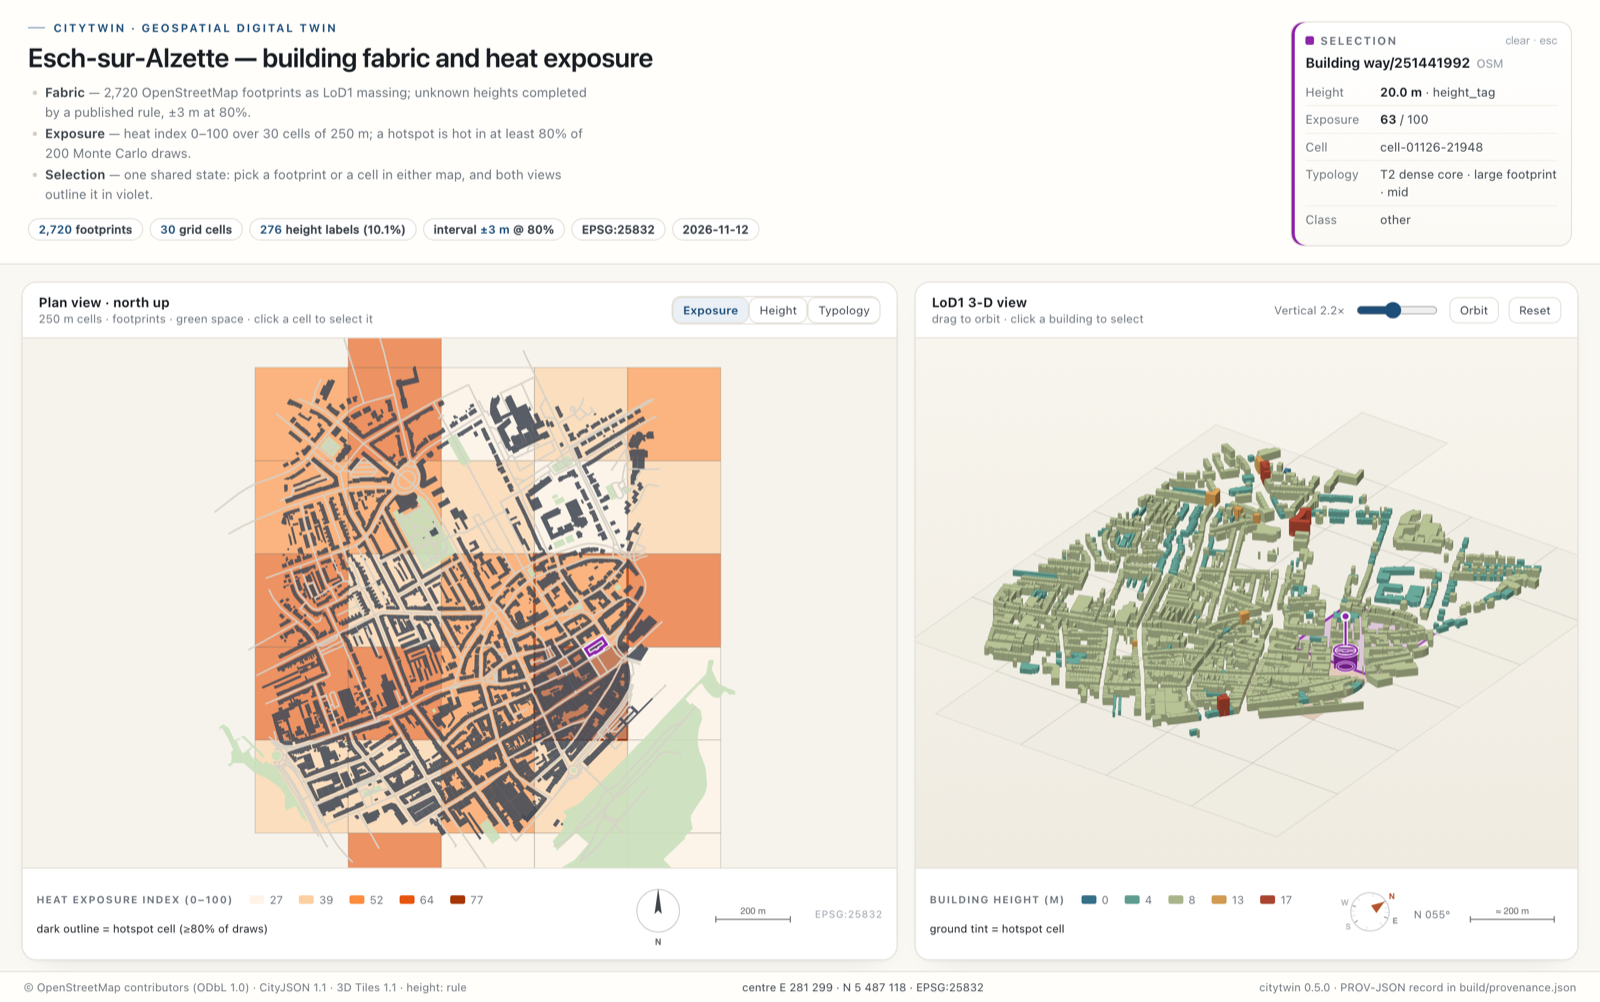 CITYTWIN · GEOSPATIAL DIGITAL TWIN
Esch-sur-Alzette — building fabric and heat exposure
Fabric — 2,720 OpenStreetMap footprints as LoD1 massing; unknown heights completed
by a published rule, ±3 m at 80%.
Exposure — heat index 0–100 over 30 cells of 250 m; a hotspot is hot in at least 80% of
200 Monte Carlo draws.
Selection — one shared state: pick a footprint or a cell in either map, and both views
outline it in violet.
2,720 footprints
30 grid cells
276 height labels (10.1%)
interval ±3 m @ 80%
EPSG:25832
2026-11-12
SELECTION
clear · esc
Building way/251441992 OSM
Height 20.0 m · height_tag
Exposure 63 / 100
Cell cell-01126-21948
Typology T2 dense core · large footprint
· mid
Class other
Plan view · north up
250 m cells · footprints · green space · click a cell to select it
Exposure
Height
Typology
LoD1 3-D view
drag to orbit · click a building to select
Vertical 2.2×
Orbit
Reset
HEAT EXPOSURE INDEX (0–100) 27 39 52 64 77
dark outline = hotspot cell (≥80% of draws)
N
200 m
EPSG:25832
BUILDING HEIGHT (M) 0 4 8 13 17
ground tint = hotspot cell
N
W
E
S
N 055°
≈ 200 m
© OpenStreetMap contributors (ODbL 1.0) · CityJSON 1.1 · 3D Tiles 1.1 · height: rule
centre E 281 299 · N 5 487 118 · EPSG:25832
citytwin 0.5.0 · PROV-JSON record in build/provenance.json